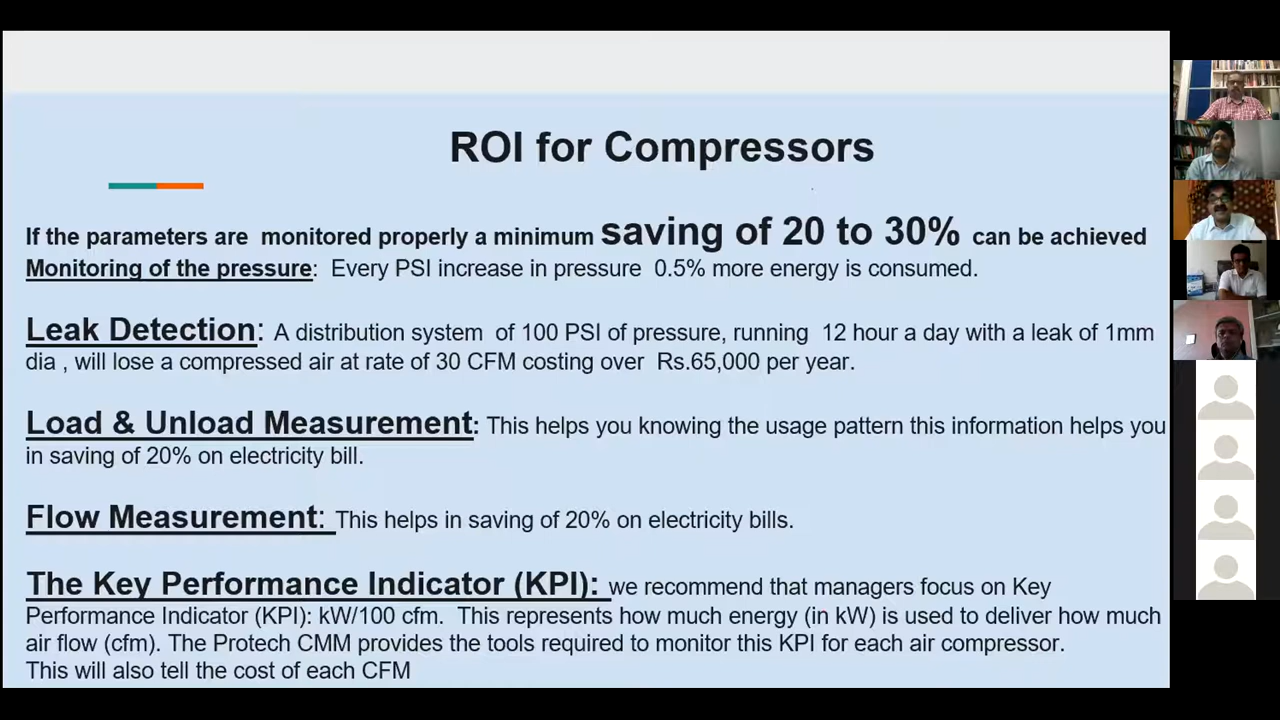 ROI for Compressors
If the parameters are monitored properly a minimum saving of 20 to 30% can be achieved
Monitoring of the pressure: Every PSI increase in pressure 0.5% more energy is consumed.
Leak Detection: A distribution system of 100 PSI of pressure, running 12 hour a day with a leak of 1mm
dia , will lose a compressed air at rate of 30 CFM costing over Rs.65,000 per year.
Load & Unload Measurement: This helps you knowing the usage pattern this information helps you
in saving of 20% on electricity bill.
Flow Measurement: This helps in saving of 20% on electricity bills.
The Key Performance Indicator (KPI): we recommend that managers focus on Key
Performance Indicator (KPI): kW/100 cfm. This represents how much energy (in kW) is used to deliver how much
air flow (cfm). The Protech CMM provides the tools required to monitor this KPI for each air compressor.
This will also tell the cost of each CFM